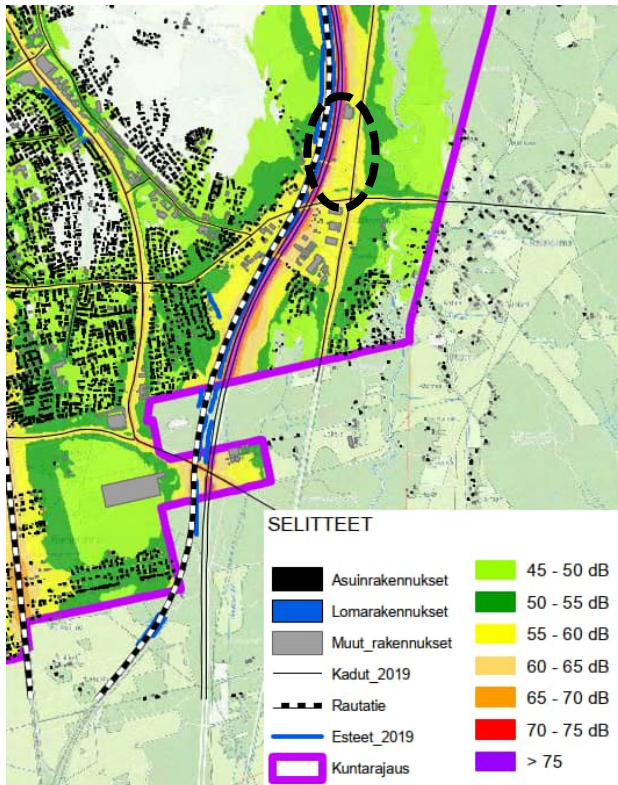 SELITTEET
Asuinrakennukset
Lomarakennukset
Muut_rakennukset
Kadut_2019
Rautatie
Esteet_2019
Kuntarajaus
45 - 50 dB
50 - 55 dB
55 - 60 dB
60 - 65 dB
65 - 70 dB
70 - 75 dB
> 75